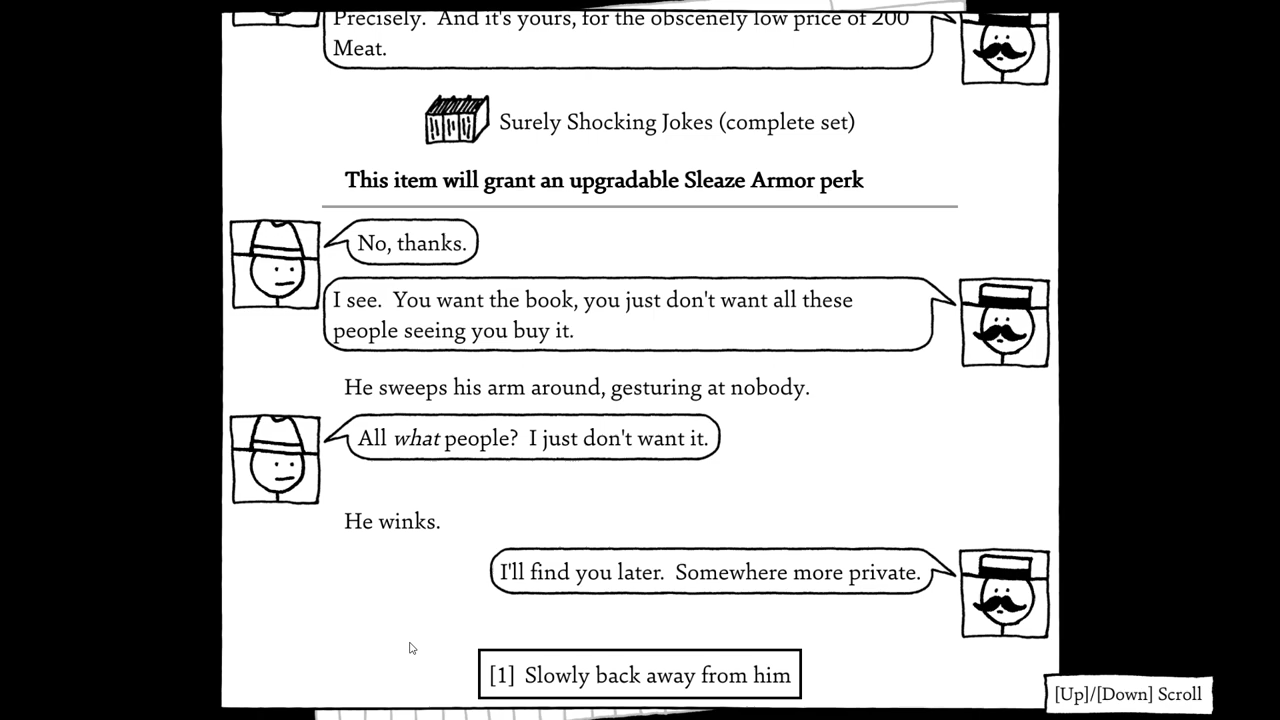 Precisely.  And it's yours, for the obscenely low price of 200
Meat.
Surely Shocking Jokes (complete set)
This item will grant an upgradable Sleaze Armor perk
No, thanks.
I see.  You want the book, you just don't want all these
people seeing you buy it.
He sweeps his arm around, gesturing at nobody.
All what people?  I just don't want it.
He winks.
I'll find you later.  Somewhere more private.
[1]  Slowly back away from him
[Up]/[Down] Scroll